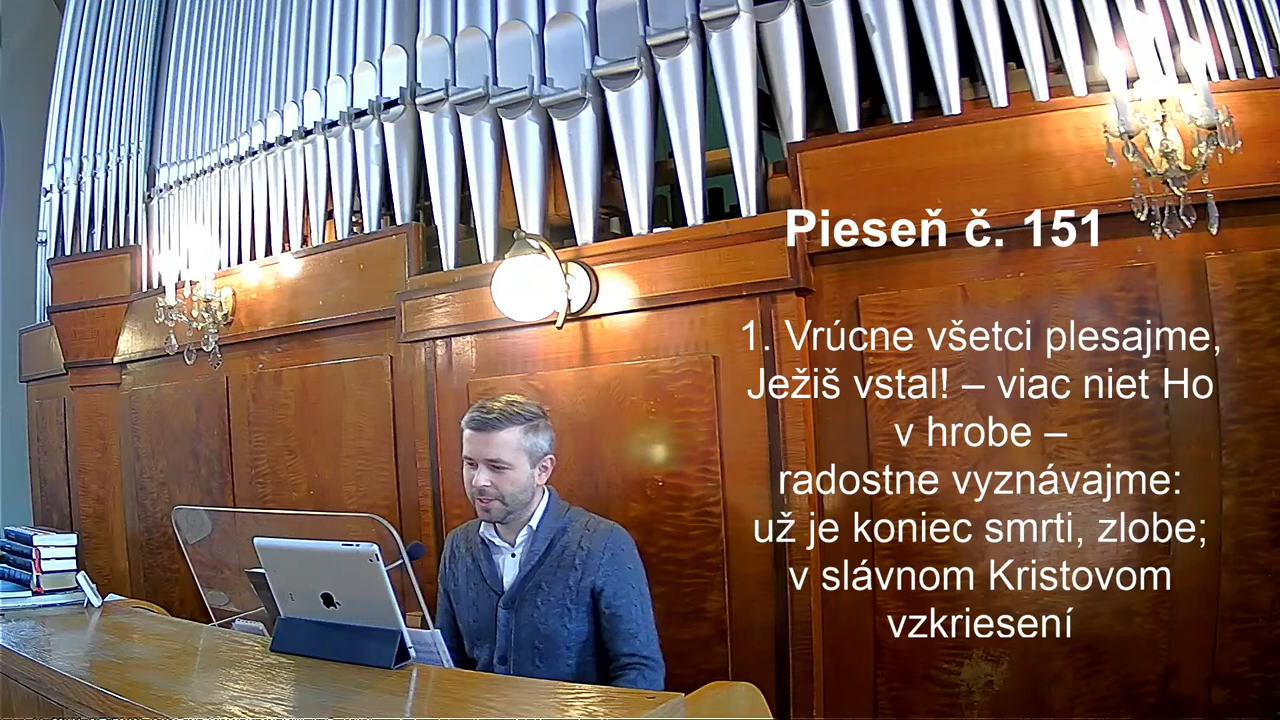 Pieseň č. 151
1. Vrúcne všetci plesajme,
Ježiš vstal! – viac niet Ho
v hrobe –
radostne vyznávajme:
už je koniec smrti, zlobe;
v slávnom Kristovom
vzkriesení